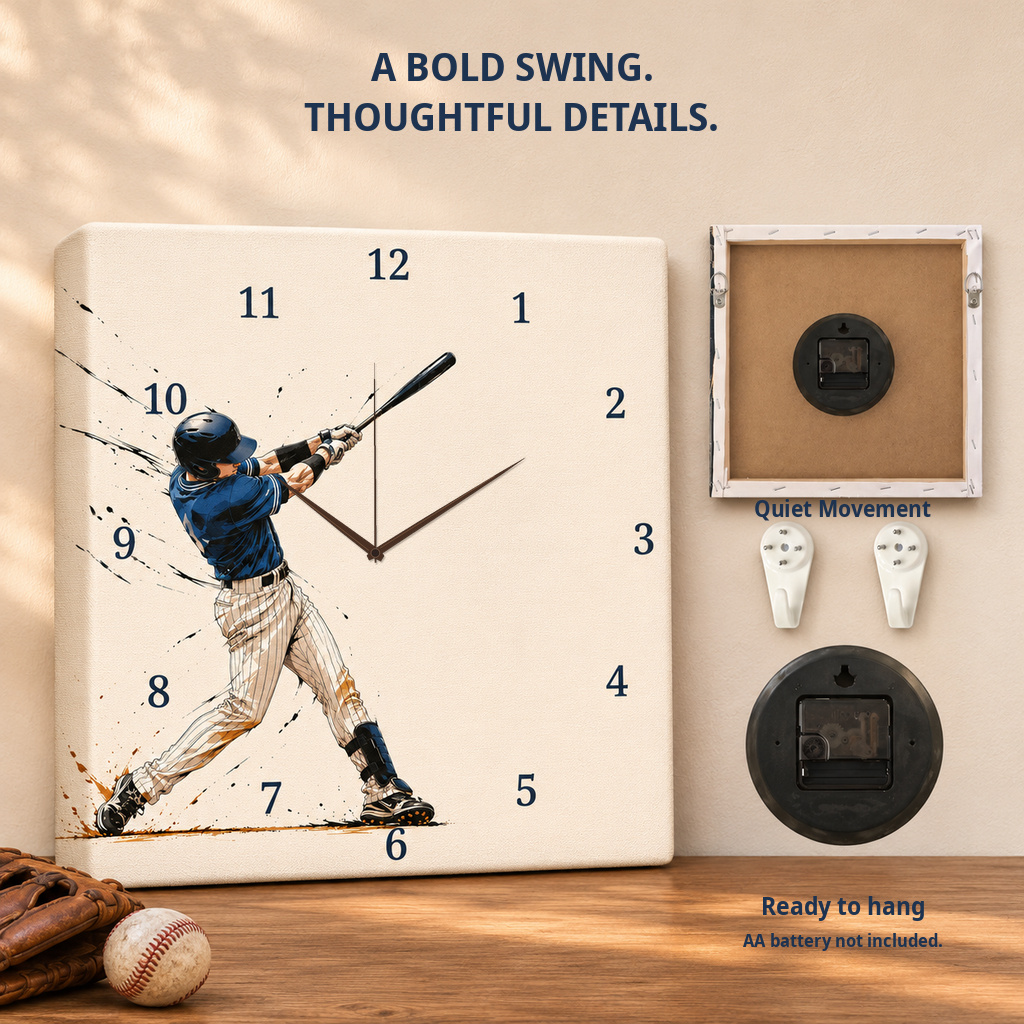 A BOLD SWING.
THOUGHTFUL DETAILS.
12
11
1
10
2
9
3
8
4
7
5
6
Quiet Movement
Ready to hang
AA battery not included.